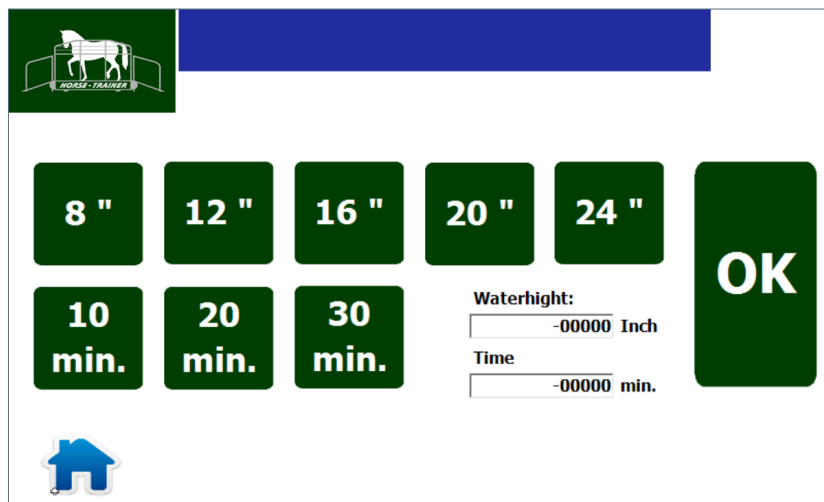 HORSE-TRAINER
8 "
12 "
16 "
20 "
24 "
OK
10
min.
20
min.
30
min.
Waterhight:
-00000 Inch
Time
-00000 min.